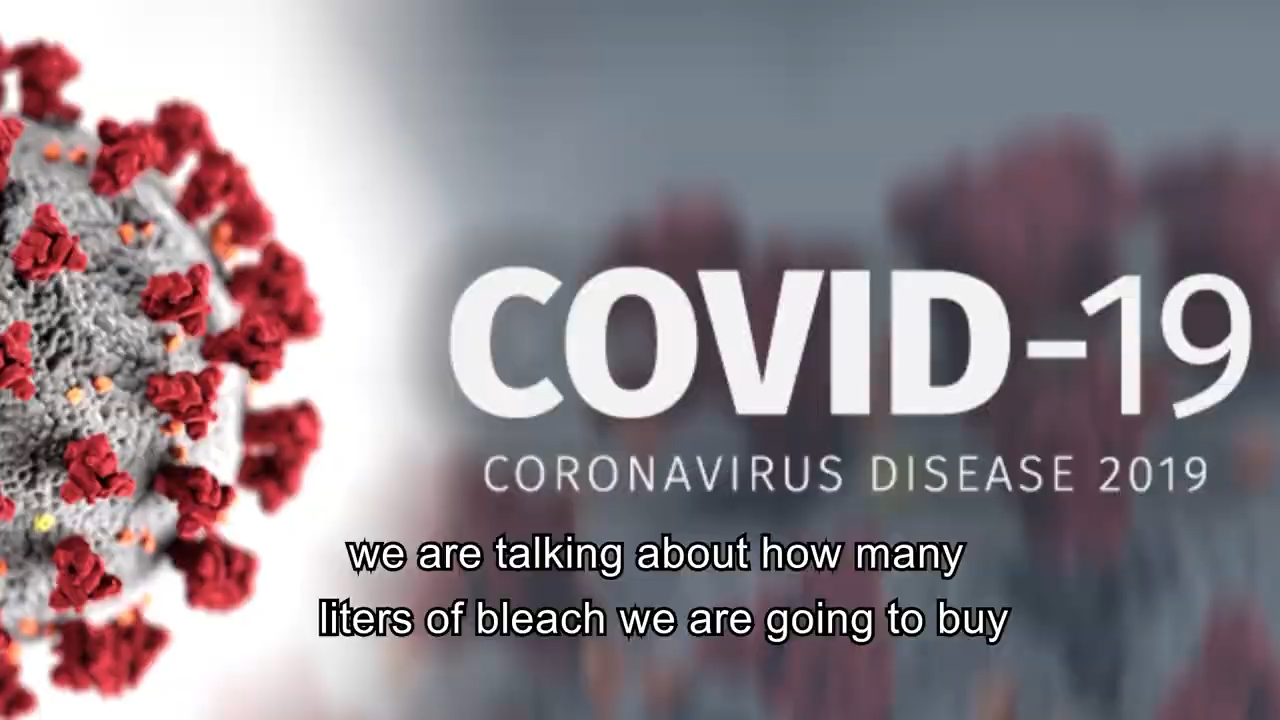 COVID-19
CORONAVIRUS DISEASE 2019
we are talking about how many
liters of bleach we are going to buy